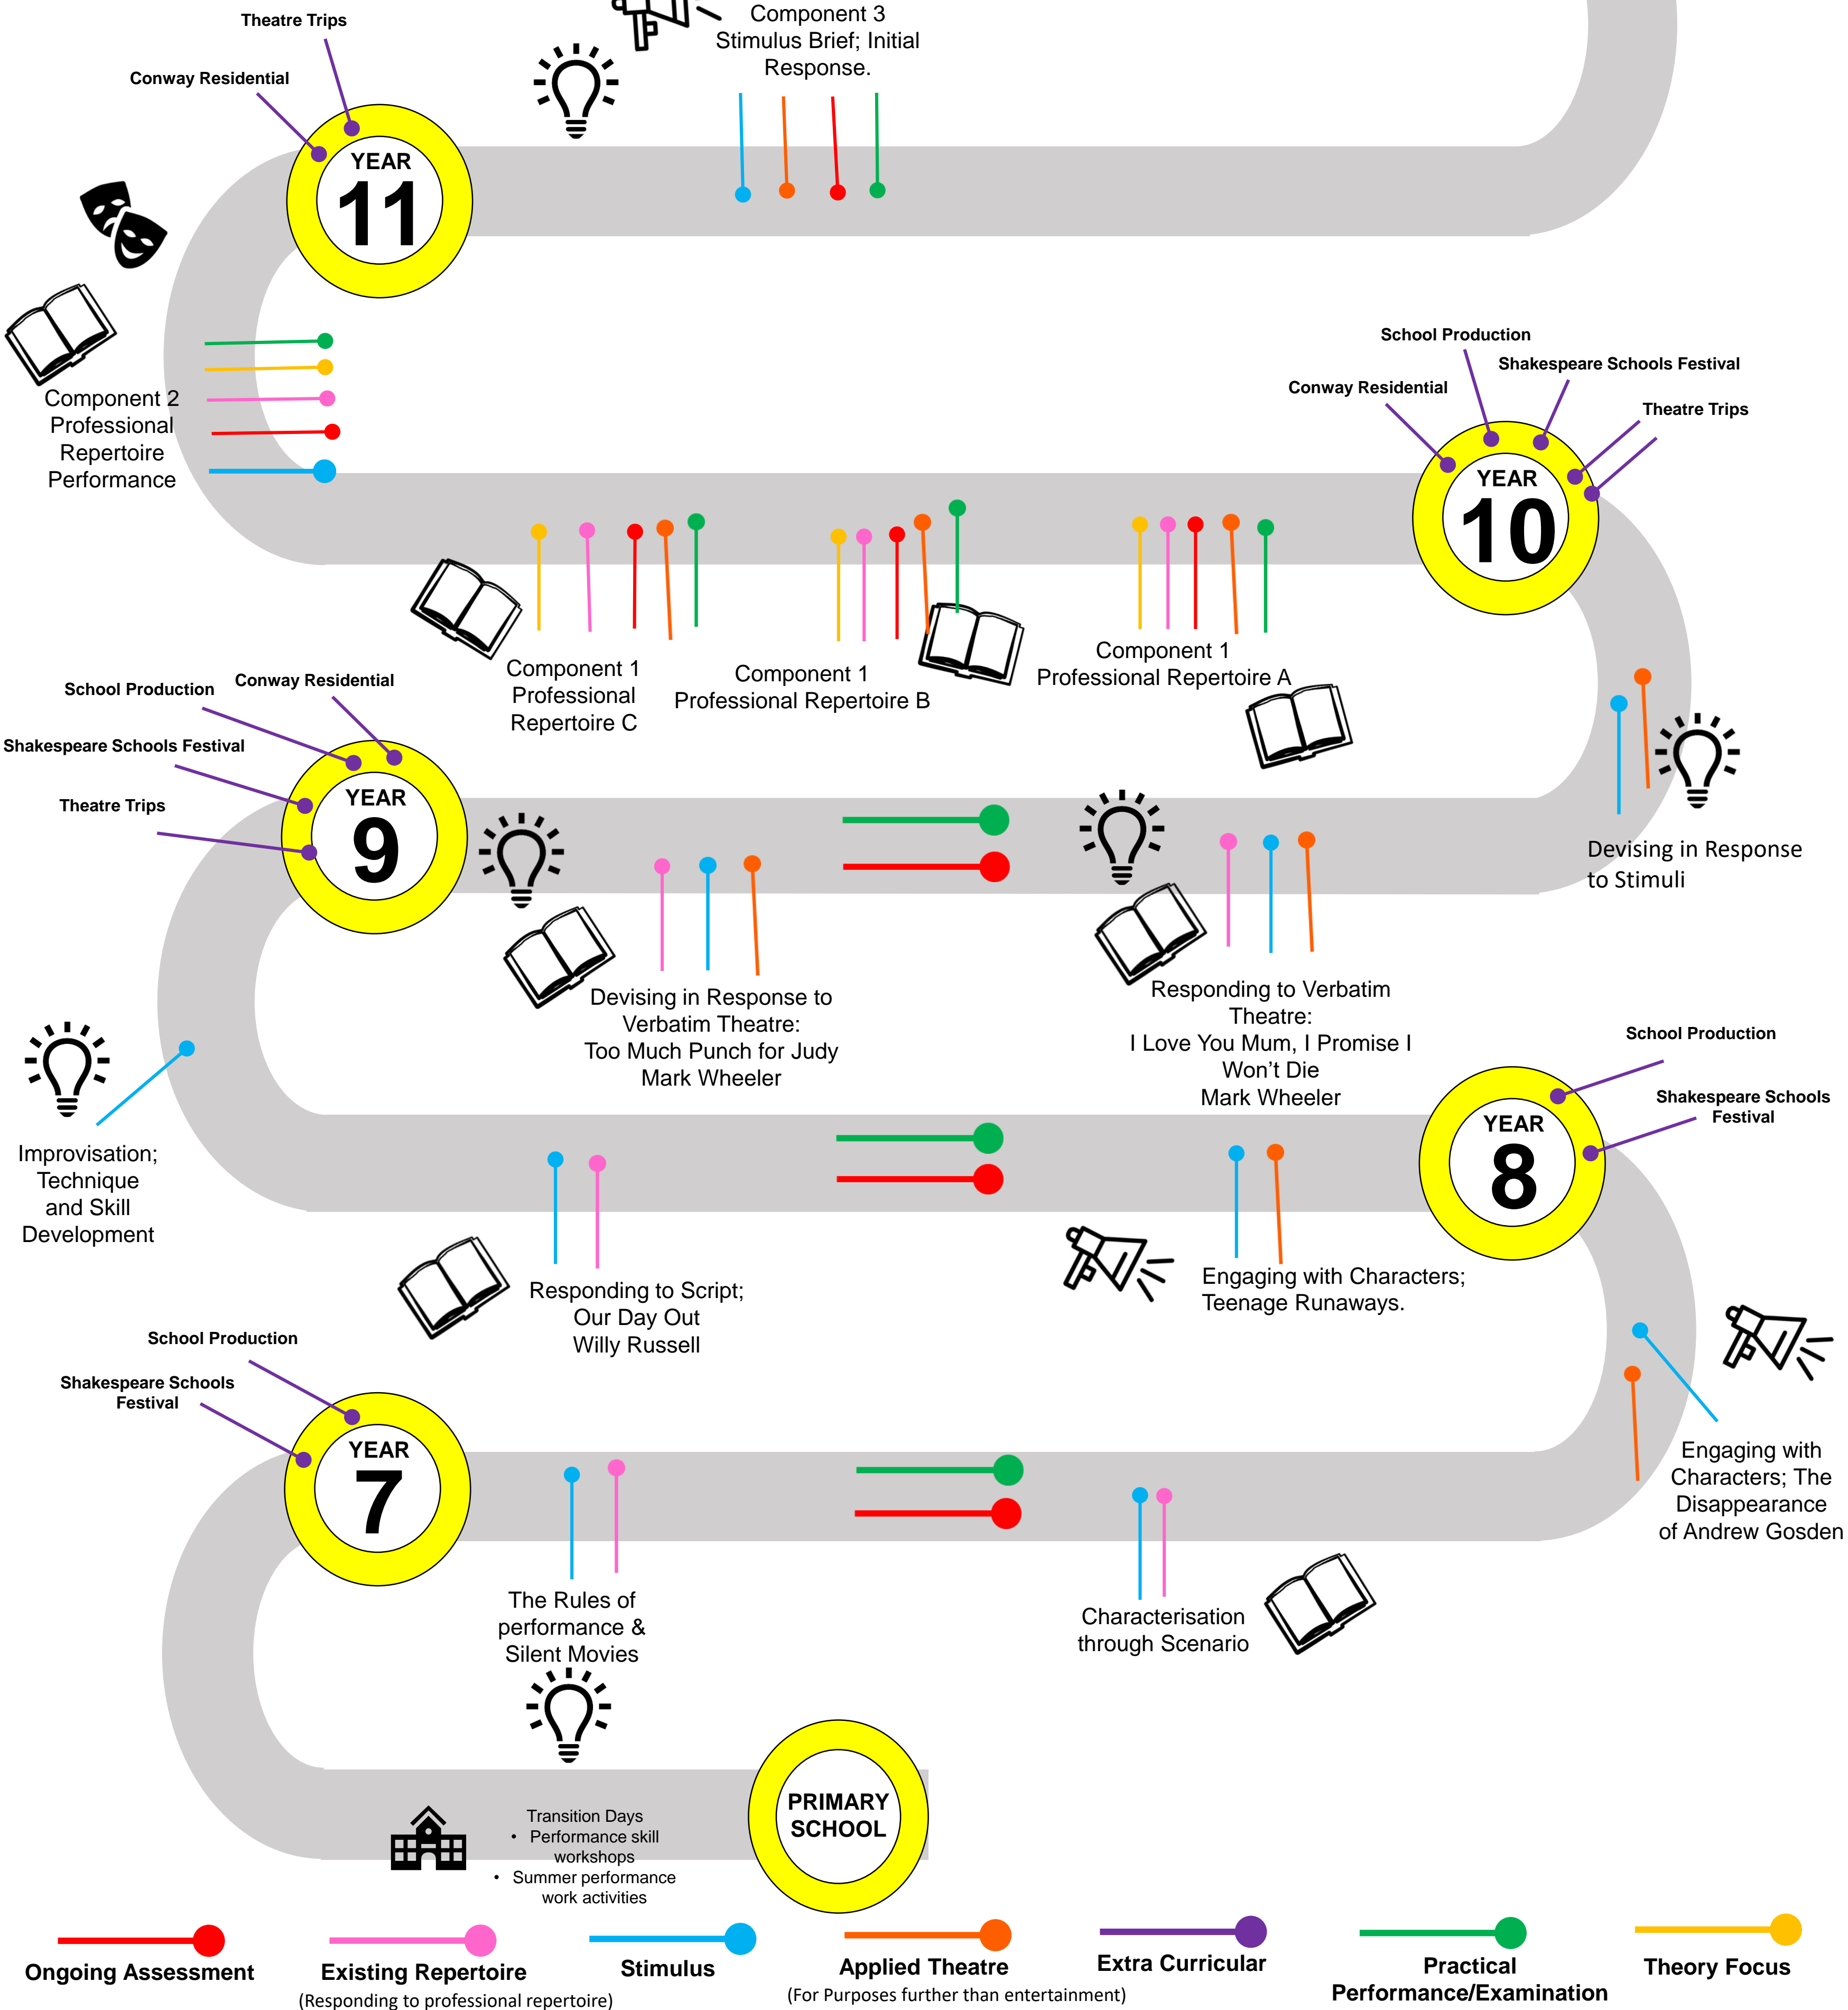 Theatre Trips
Conway Residential
Component 3
Stimulus Brief; Initial
Response.
YEAR
11
Component 2
Professional
Repertoire
Performance
School Production
Shakespeare Schools Festival
Conway Residential
Theatre Trips
YEAR
10
Component 1
Professional
Repertoire C
Component 1
Professional Repertoire B
Component 1
Professional Repertoire A
School Production
Conway Residential
Shakespeare Schools Festival
Theatre Trips
YEAR
9
Devising in Response
to Stimuli
Devising in Response to
Verbatim Theatre:
Too Much Punch for Judy
Mark Wheeler
Responding to Verbatim
Theatre:
I Love You Mum, I Promise I
Won’t Die
Mark Wheeler
School Production
Shakespeare Schools
Festival
YEAR
8
Improvisation;
Technique
and Skill
Development
Responding to Script;
Our Day Out
Willy Russell
Engaging with Characters;
Teenage Runaways.
School Production
Shakespeare Schools
Festival
YEAR
7
Engaging with
Characters; The
Disappearance
of Andrew Gosden
The Rules of
performance &
Silent Movies
Characterisation
through Scenario
PRIMARY
SCHOOL
Transition Days
• Performance skill
workshops
• Summer performance
work activities
Ongoing Assessment
Existing Repertoire
(Responding to professional repertoire)
Stimulus
Applied Theatre
(For Purposes further than entertainment)
Extra Curricular
Practical
Performance/Examination
Theory Focus